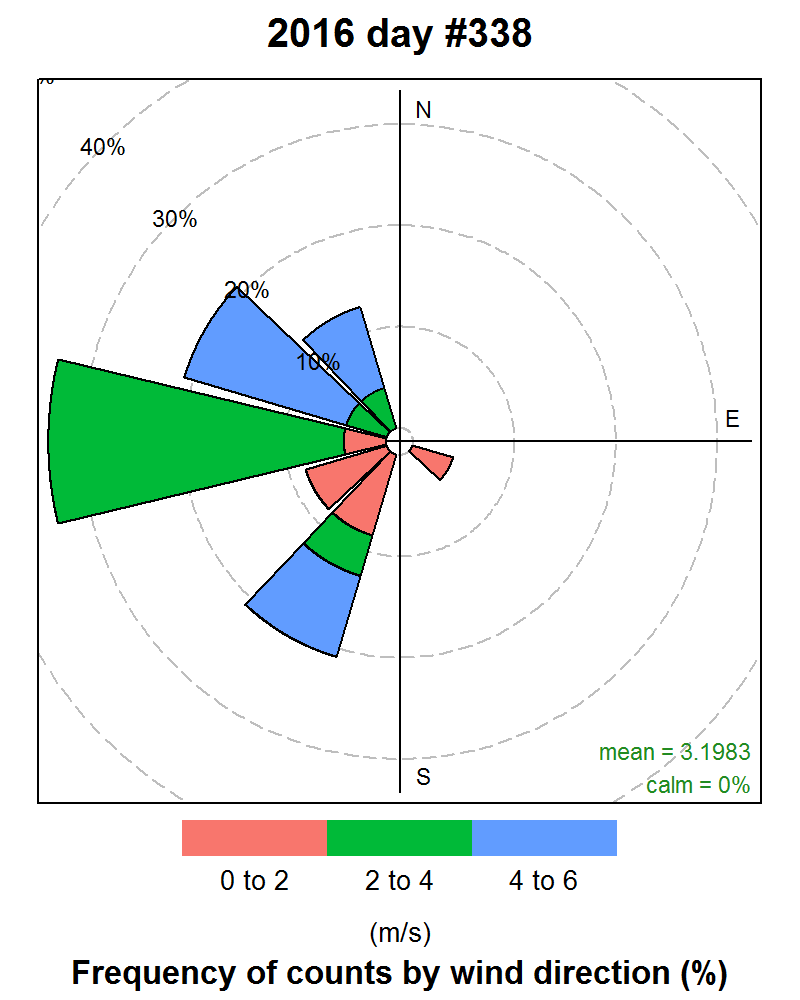 2016 day #338
%
N
40%
30%
20%
10%
E
S
mean = 3.1983
calm = 0%
0 to 2 2 to 4 4 to 6
(m/s)
Frequency of counts by wind direction (%)